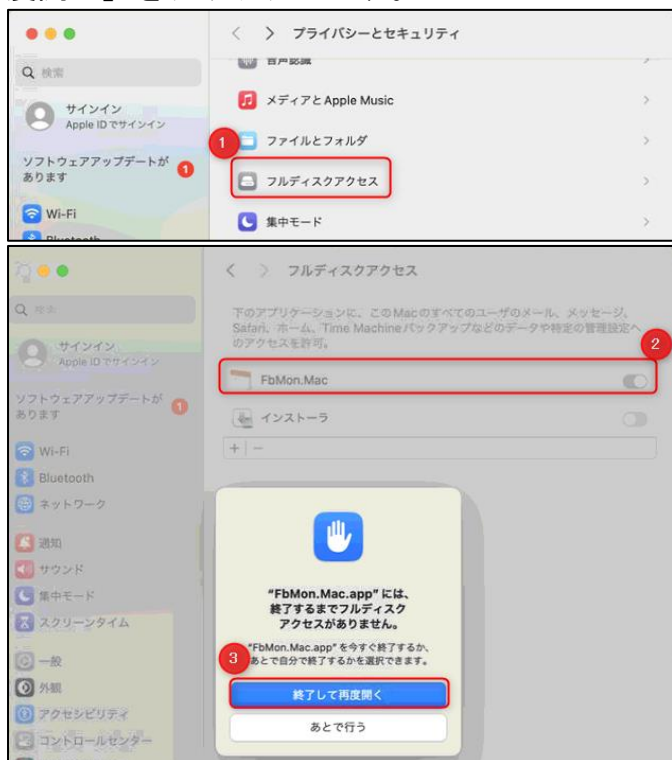 プライバシーとセキュリティ
検索
音声認識
サインイン
Apple ID でサインイン
メディアと Apple Music
1
ファイルとフォルダ
ソフトウェアアップデートが
あります
1
フルディスクアクセス
Wi-Fi
集中モード
Bluetooth
フルディスクアクセス
検索
下のアプリケーションに、このMacのすべてのユーザのメール、メッセージ、
Safari、ホーム、Time Machineバックアップなどのデータや特定の管理設定へ
のアクセスを許可。
2
サインイン
Apple ID でサインイン
FbMon.Mac
ソフトウェアアップデートが
あります
1
インストーラ
+ | −
Wi-Fi
Bluetooth
ネットワーク
通知
サウンド
集中モード
スクリーンタイム
一般
外観
アクセシビリティ
コントロールセンター
"FbMon.Mac.app" には、
終了するまでフルディスク
アクセスがありません。
"FbMon.Mac.app" を今すぐ終了するか、
あとで自分で終了するかを選択できます。
3
終了して再度開く
あとで行う